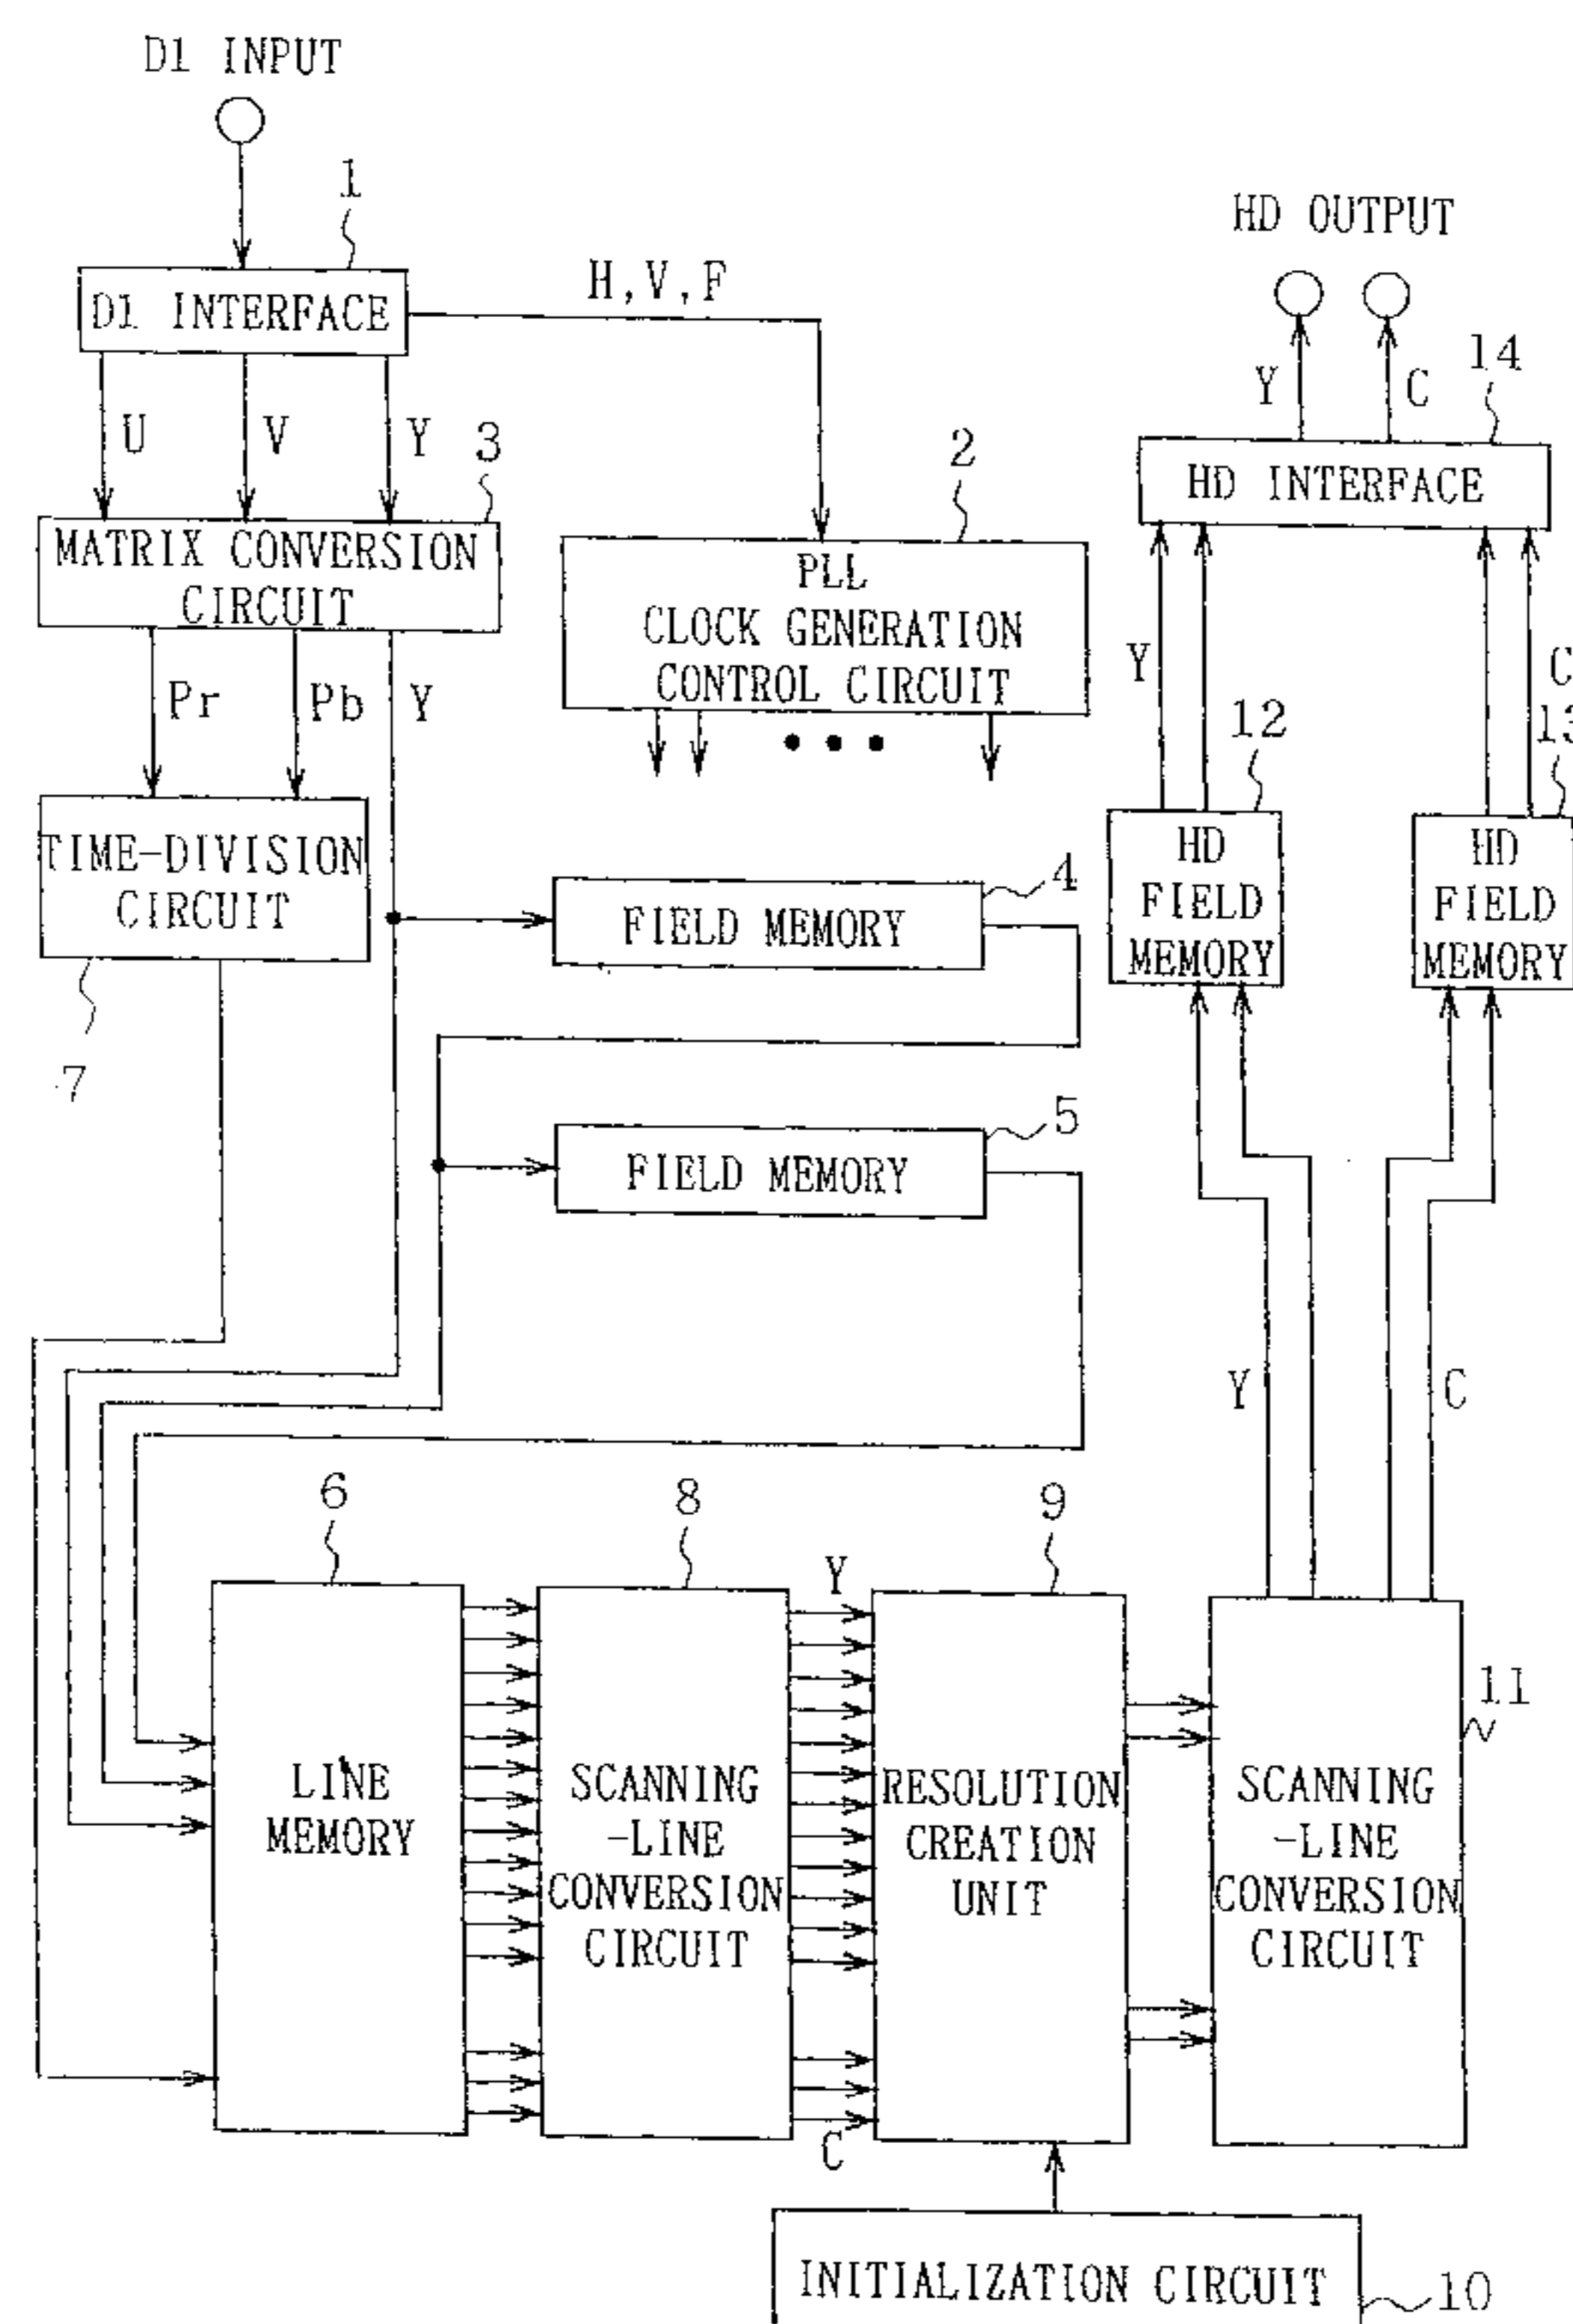 D1 INPUT
1
D1 INTERFACE
H, V, F
U
V
Y
3
MATRIX CONVERSION
CIRCUIT
2
PLL
CLOCK GENERATION
CONTROL CIRCUIT
Pr
Pb
Y
TIME-DIVISION
CIRCUIT
7
HD OUTPUT
Y
C
14
HD INTERFACE
Y
C
12
HD
FIELD
MEMORY
13
HD
FIELD
MEMORY
4
FIELD MEMORY
5
FIELD MEMORY
Y
C
6
LINE
MEMORY
8
SCANNING
-LINE
CONVERSION
CIRCUIT
Y
C
9
RESOLUTION
CREATION
UNIT
11
SCANNING
-LINE
CONVERSION
CIRCUIT
INITIALIZATION CIRCUIT
10